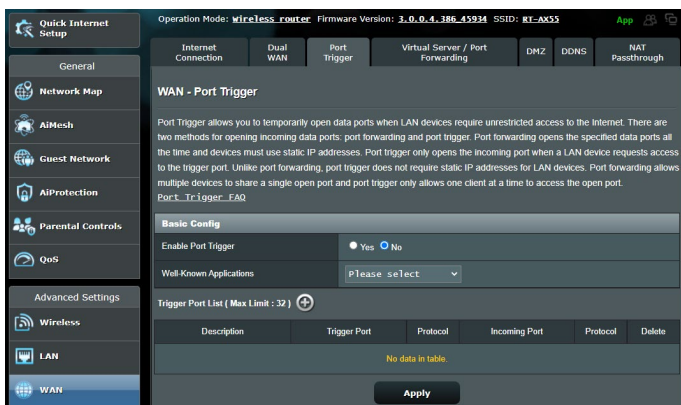 Quick Internet
Setup
Operation Mode: Wireless router Firmware Version: 3.0.0.4.386_45934 SSID: RT-AX55
App
General
Network Map
AiMesh
Guest Network
AiProtection
Parental Controls
QoS
Advanced Settings
Wireless
LAN
WAN
Internet
Connection
Dual
WAN
Port
Trigger
Virtual Server / Port
Forwarding
DMZ
DDNS
NAT
Passthrough
WAN - Port Trigger
Port Trigger allows you to temporarily open data ports when LAN devices require unrestricted access to the Internet. There are
two methods for opening incoming data ports: port forwarding and port trigger. Port forwarding opens the specified data ports all
the time and devices must use static IP addresses. Port trigger only opens the incoming port when a LAN device requests access
to the trigger port. Unlike port forwarding, port trigger does not require static IP addresses for LAN devices. Port forwarding allows
multiple devices to share a single open port and port trigger only allows one client at a time to access the open port.
Port Trigger FAQ
Basic Config
Enable Port Trigger Yes No
Well-Known Applications Please select
Trigger Port List ( Max Limit : 32 )
Description Trigger Port Protocol Incoming Port Protocol Delete
No data in table.
Apply